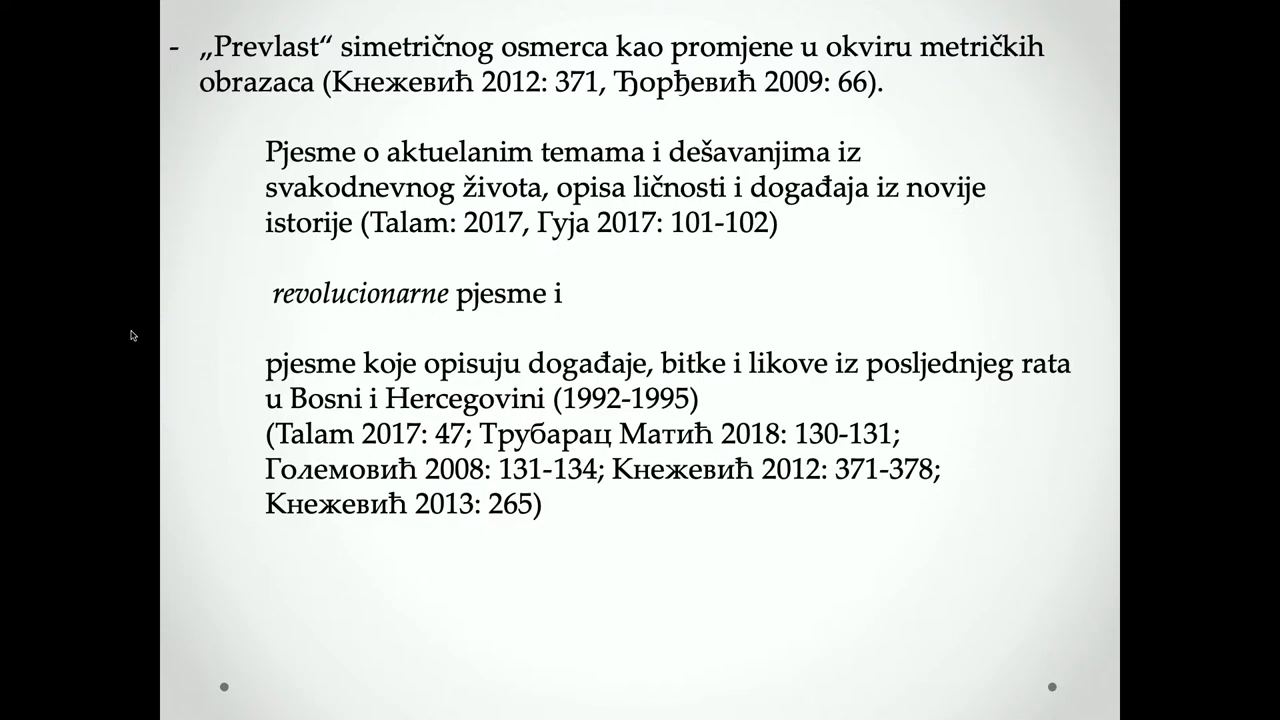 - „Prevlast“ simetričnog osmerca kao promjene u okviru metričkih
obrazaca (Кнежевић 2012: 371, Ђорђевић 2009: 66).
Pjesme o aktuelanim temama i dešavanjima iz
svakodnevnog života, opisa ličnosti i događaja iz novije
istorije (Talam: 2017, Гуја 2017: 101-102)
revolucionarne pjesme i
pjesme koje opisuju događaje, bitke i likove iz posljednjeg rata
u Bosni i Hercegovini (1992-1995)
(Talam 2017: 47; Трубарац Матић 2018: 130-131;
Големовић 2008: 131-134; Кнежевић 2012: 371-378;
Кнежевић 2013: 265)